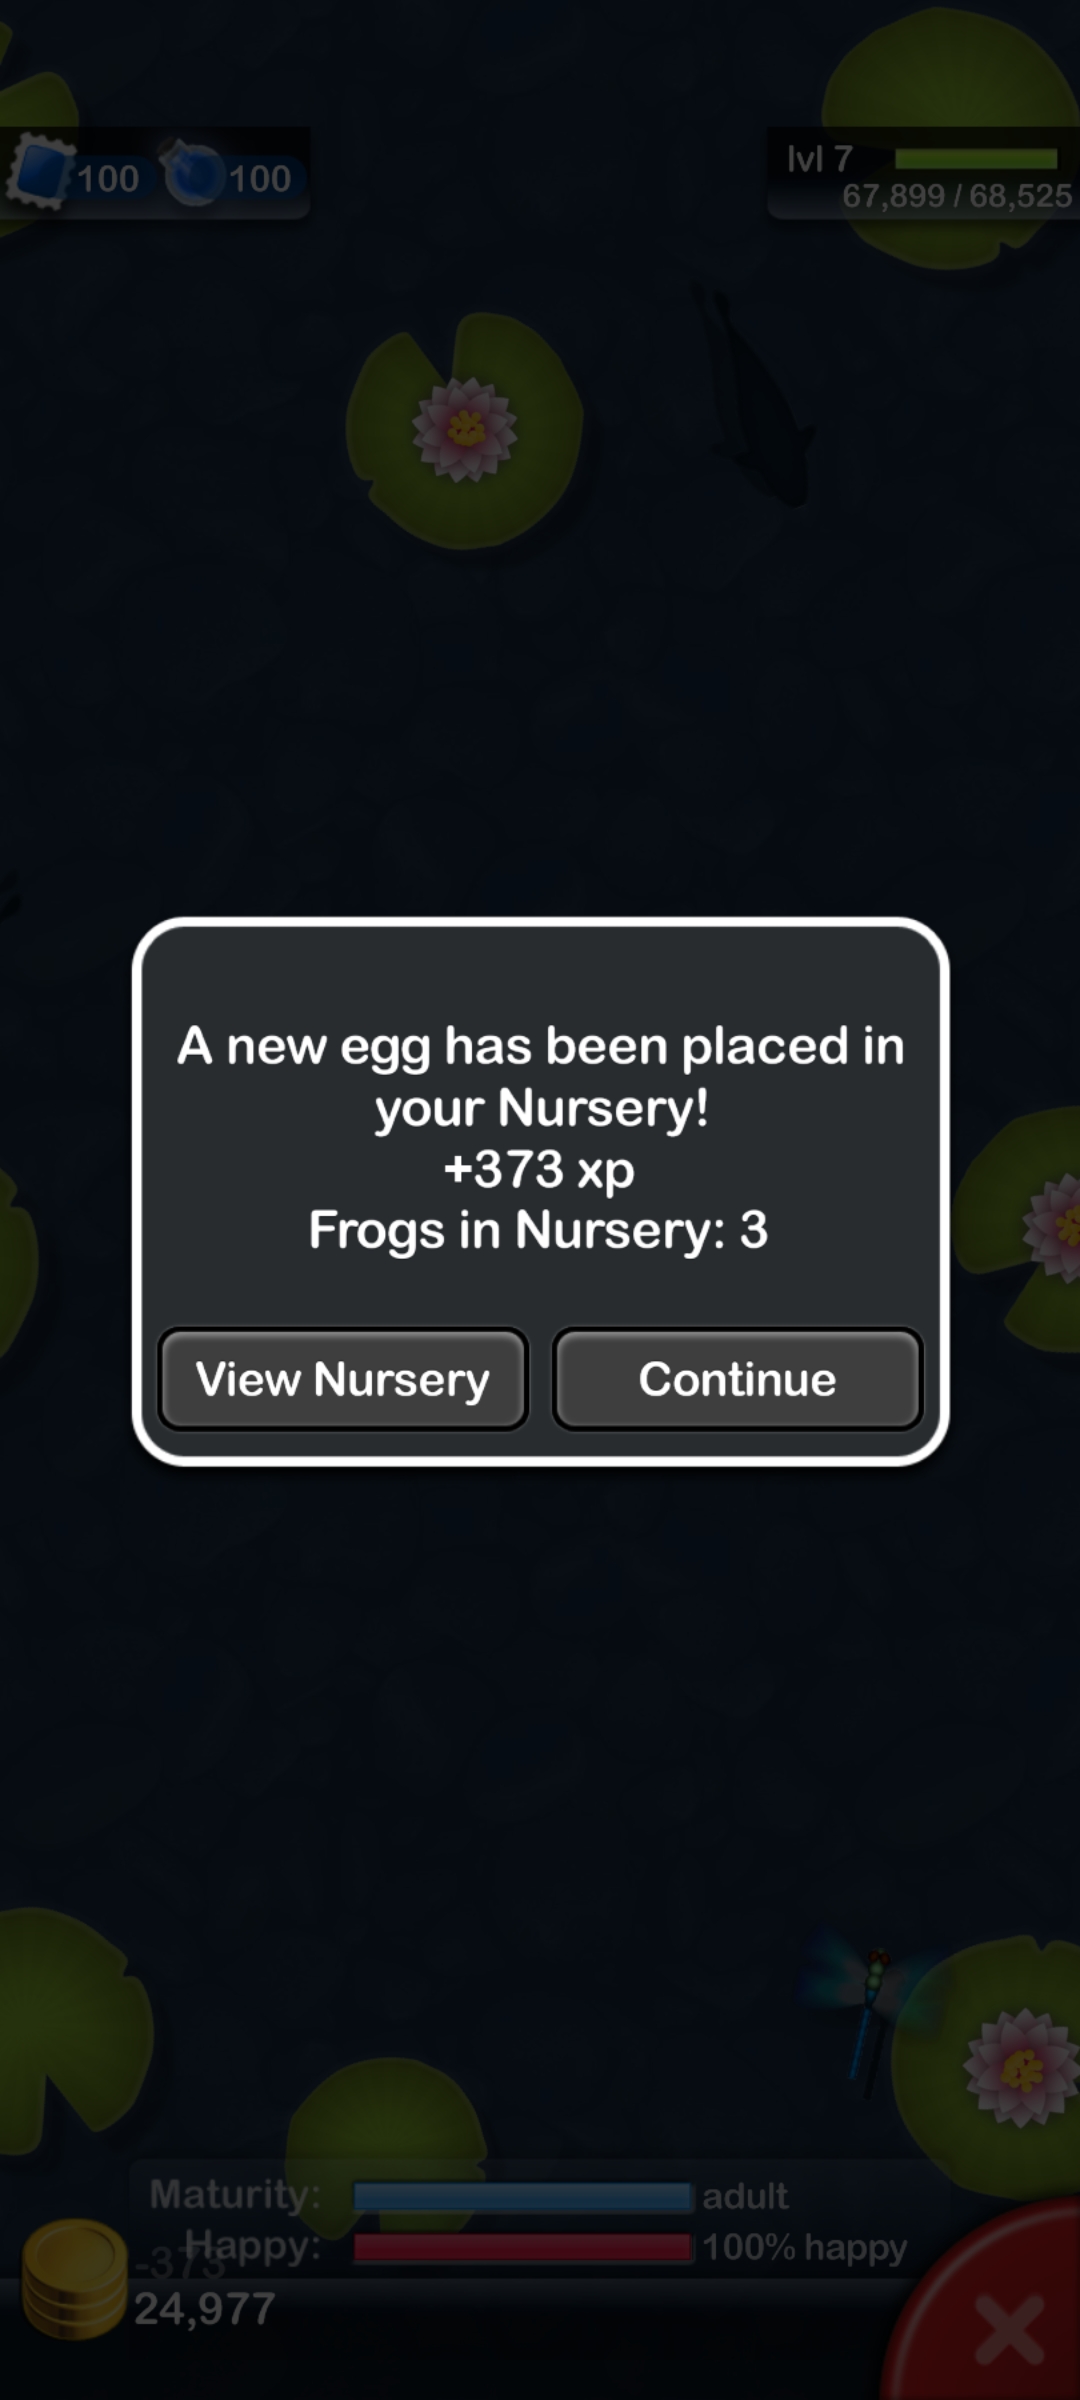 100 100
lvl 7
67,899 / 68,525
A new egg has been placed in
your Nursery!
+373 xp
Frogs in Nursery: 3
View Nursery Continue
Maturity: adult
Happy: 100% happy
-373
24,977